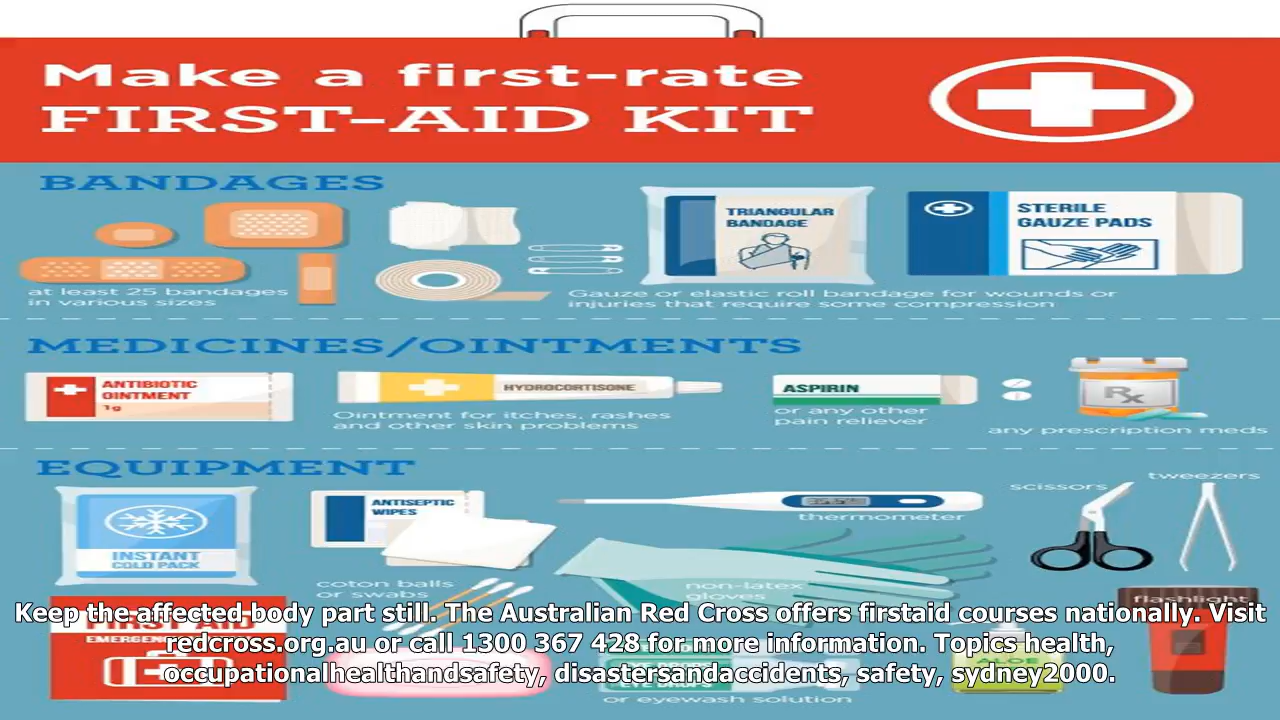 Make a first-rate
FIRST-AID KIT
BANDAGES
TRIANGULAR
BANDAGE
STERILE
GAUZE PADS
at least 25 bandages
in various sizes
Gauze or elastic roll bandage for wounds or
injuries that require some compression
MEDICINES/OINTMENTS
ANTIBIOTIC
OINTMENT
1g
HYDROCORTISONE
Ointment for itches, rashes
and other skin problems
ASPIRIN
or any other
pain reliever
Rx
any prescription meds
EQUIPMENT
INSTANT
COLD PACK
ANTISEPTIC
WIPES
coton balls
or swabs
thermometer
non-latex
gloves
scissors
tweezers
flashlight
FIRST AID
ALOE
or eyewash solution
Keep the affected body part still. The Australian Red Cross offers firstaid courses nationally. Visit
redcross.org.au or call 1300 367 428 for more information. Topics health,
occupationalhealthandsafety, disastersandaccidents, safety, sydney2000.